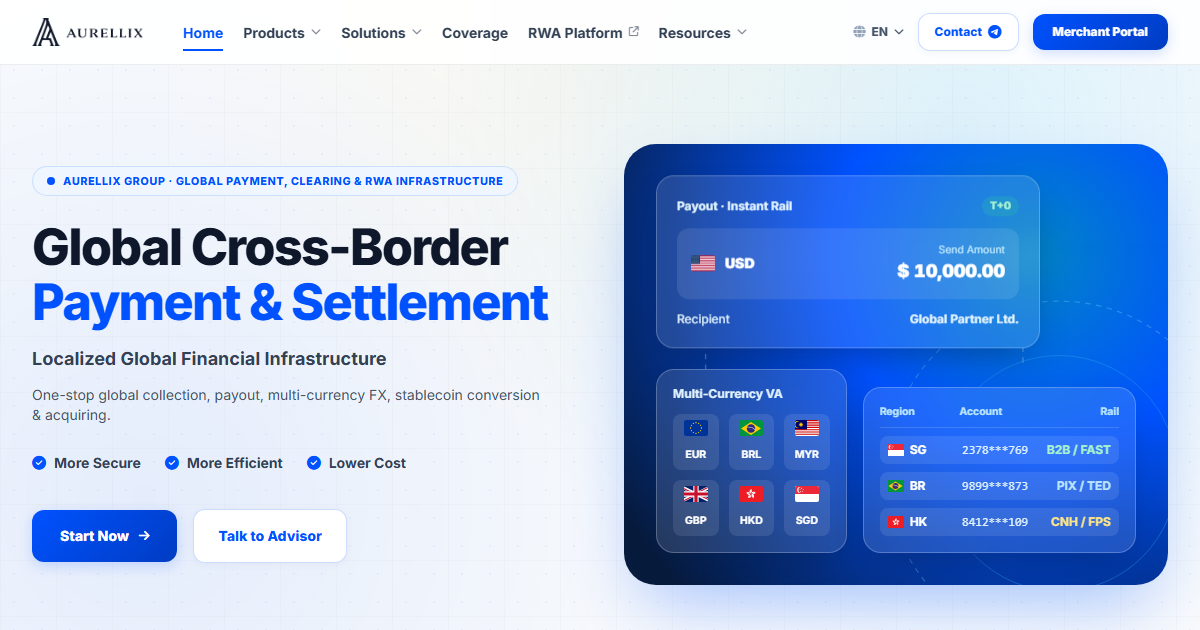 AURELLIX
Home
Products
Solutions
Coverage
RWA Platform
Resources
EN
Contact
Merchant Portal
AURELLIX GROUP · GLOBAL PAYMENT, CLEARING & RWA INFRASTRUCTURE
Global Cross-Border
Payment & Settlement
Localized Global Financial Infrastructure
One-stop global collection, payout, multi-currency FX, stablecoin conversion
& acquiring.
More Secure
More Efficient
Lower Cost
Start Now
Talk to Advisor
Payout · Instant Rail
T+0
USD
Send Amount
$ 10,000.00
Recipient
Global Partner Ltd.
Multi-Currency VA
EUR
BRL
MYR
GBP
HKD
SGD
Region Account Rail
SG 2378***769 B2B / FAST
BR 9899***873 PIX / TED
HK 8412***109 CNH / FPS